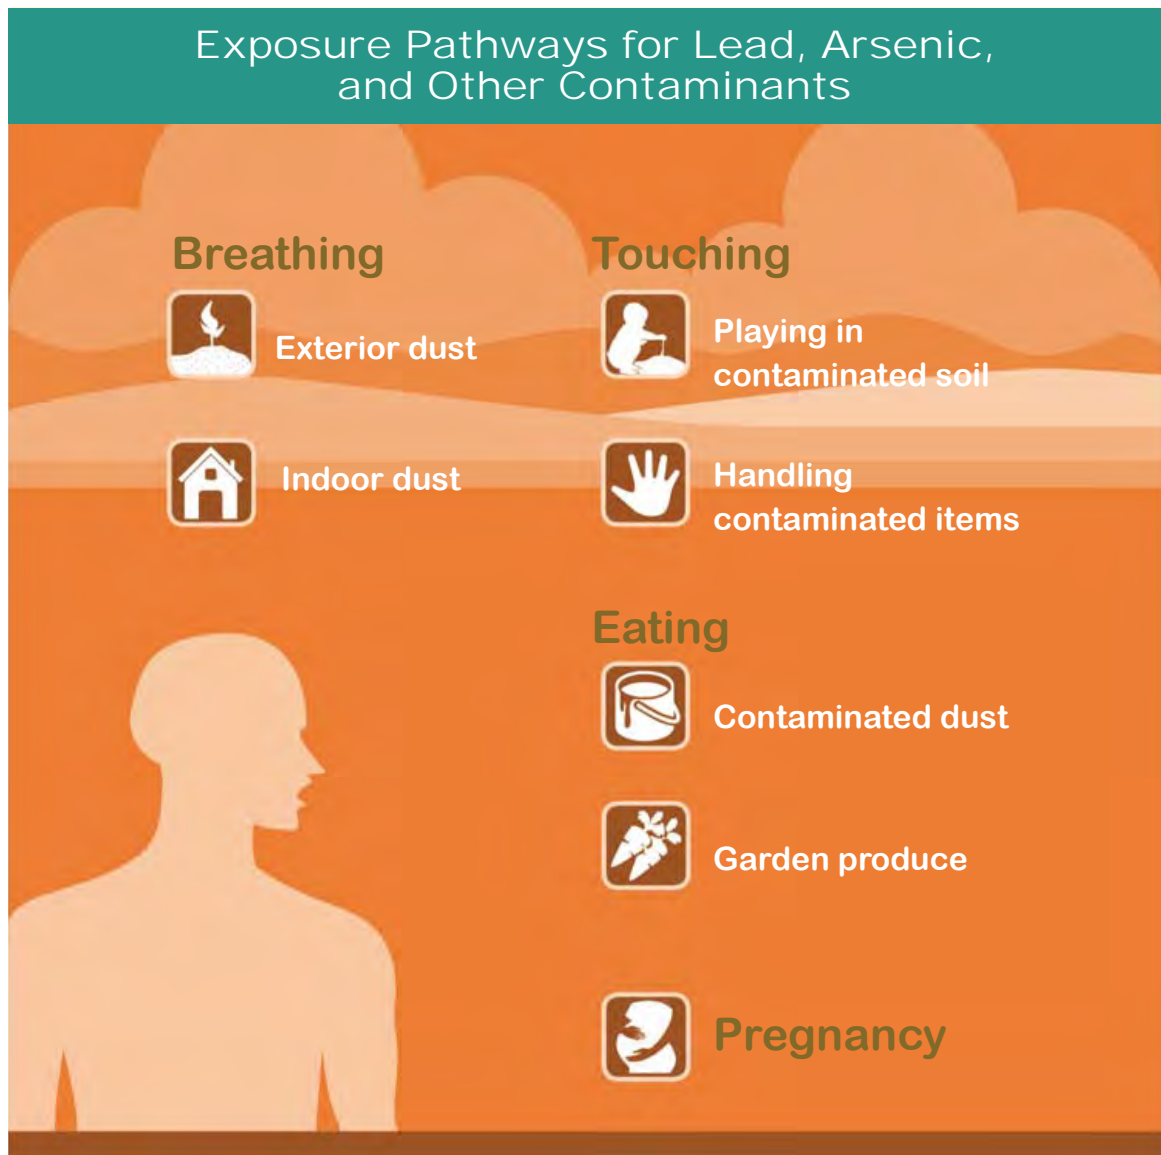 Exposure Pathways for Lead, Arsenic,
and Other Contaminants
Breathing
Exterior dust
Indoor dust
Touching
Playing in
contaminated soil
Handling
contaminated items
Eating
Contaminated dust
Garden produce
Pregnancy